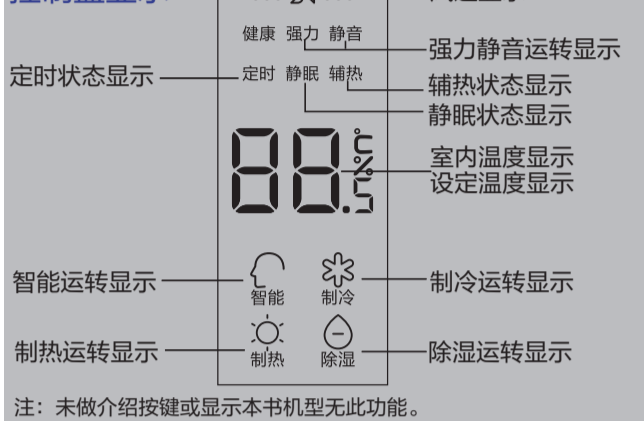 健康 强力 静音
强力静音运转显示
定时状态显示
定时 静眠 辅热
辅热状态显示
静眠状态显示
88.5%℃
室内温度显示
设定温度显示
智能运转显示
智能
制冷
制冷运转显示
制热运转显示
制热
除湿
除湿运转显示
注：未做介绍按键或显示本书机型无此功能。